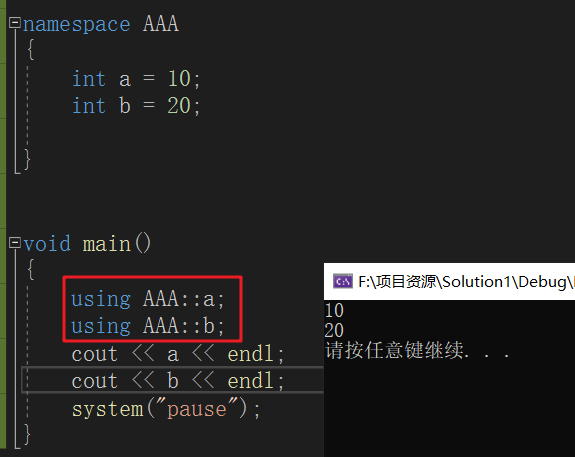 namespace AAA
{
int a = 10;
int b = 20;
}
void main()
{
using AAA::a;
using AAA::b;
cout << a << endl;
cout << b << endl;
system("pause");
}
F:\项目资源\Solution1\Debug\
10
20
请按任意键继续. . .